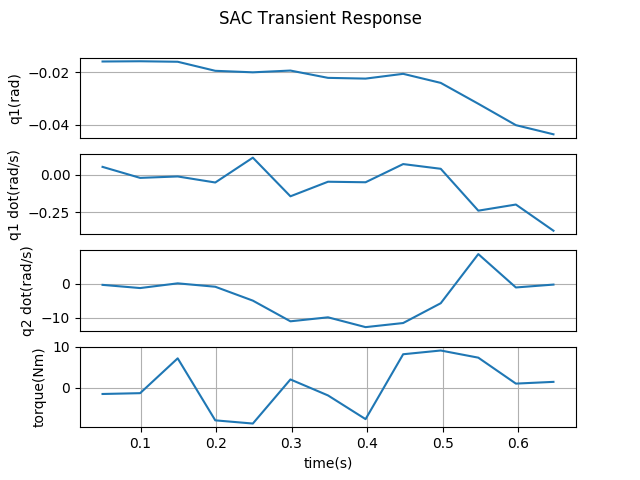 SAC Transient Response
q1(rad)
−0.02
−0.04
q1 dot(rad/s)
0.00
−0.25
q2 dot(rad/s)
0
−10
torque(Nm)
10
0
0.1 0.2 0.3 0.4 0.5 0.6
time(s)